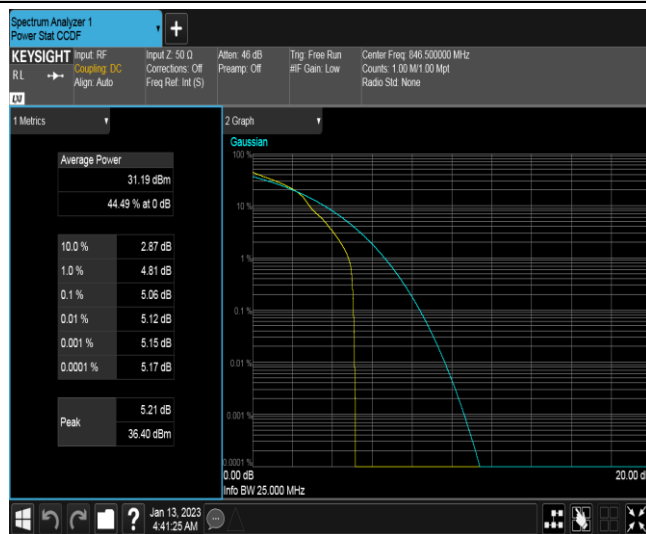 Spectrum Analyzer 1
Power Stat CCDF
+
KEYSIGHT
RL
Input: RF
Coupling: DC
Align: Auto
Input Z: 50 Ω
Corrections: Off
Freq Ref: Int (S)
Atten: 46 dB
Preamp: Off
Trig: Free Run
#IF Gain: Low
Center Freq: 846.500000 MHz
Counts: 1.00 M/1.00 Mpt
Radio Std: None
LXI
1 Metrics
Average Power
31.19 dBm
44.49 % at 0 dB
10.0 % 2.87 dB
1.0 % 4.81 dB
0.1 % 5.06 dB
0.01 % 5.12 dB
0.001 % 5.15 dB
0.0001 % 5.17 dB
Peak
5.21 dB
36.40 dBm
2 Graph
Gaussian
100 %
10 %
1 %
0.1 %
0.01 %
0.001 %
0.0001 %
0.00 dB
20.00 d
Info BW 25.000 MHz
?
Jan 13, 2023
4:41:25 AM